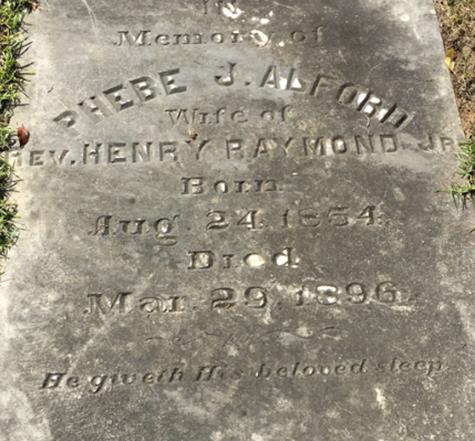 In
Memory of
PHEBE J. ALFORD
Wife of
REV. HENRY RAYMOND JR.
Born
Aug. 24, 1854.
Died
Mar. 29, 1896.
He giveth His beloved sleep.